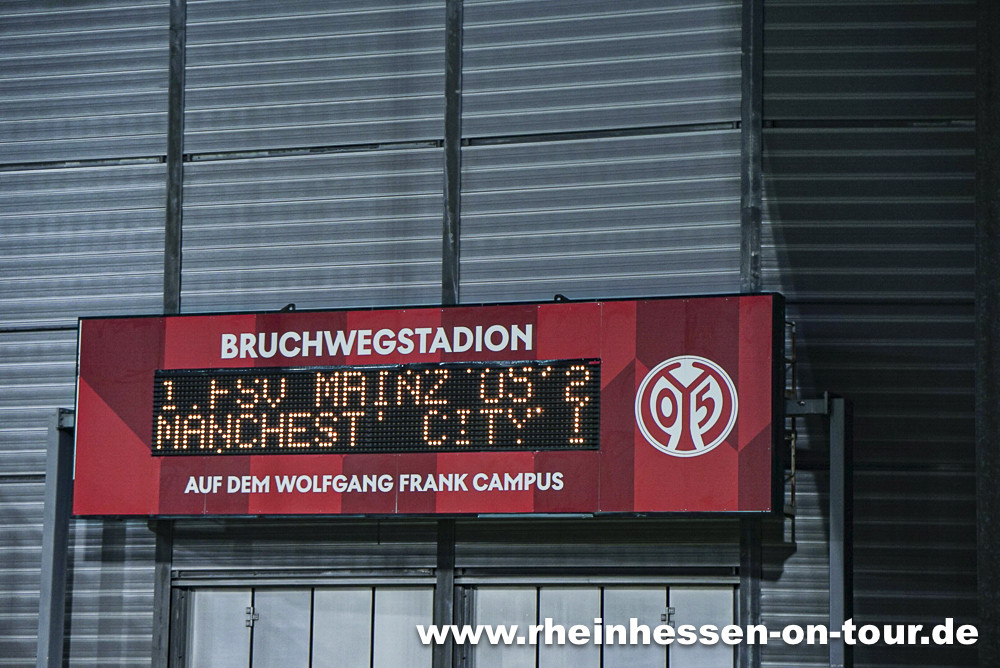 BRUCHWEGSTADION
1.FSV MAINZ'05'2
MANCHEST' CITY 1
AUF DEM WOLFGANG FRANK CAMPUS
05
www.rheinhessen-on-tour.de